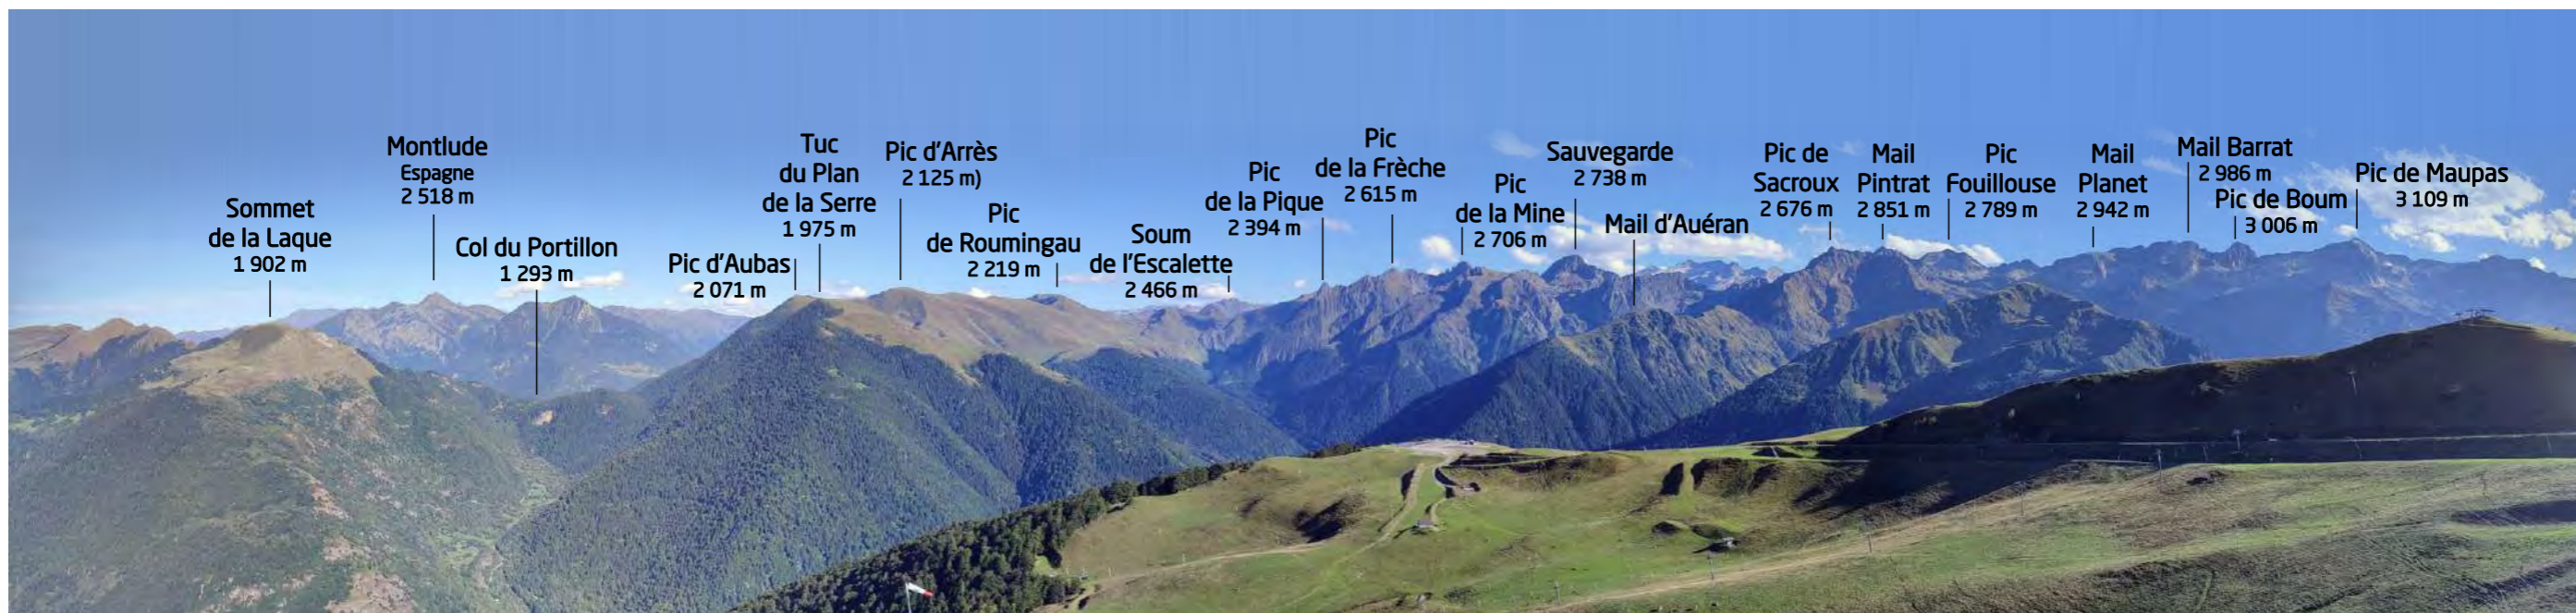 Sommet
de la Laque
1 902 m
Montlude
Espagne
2 518 m
Col du Portillon
1 293 m
Pic d'Aubas
2 071 m
Tuc
du Plan
de la Serre
1 975 m
Pic d'Arrès
2 125 m)
Pic
de Roumingau
2 219 m
Soum
de l'Escalette
2 466 m
Pic
de la Pique
2 394 m
Pic
de la Frèche
2 615 m
Pic
de la Mine
2 706 m
Sauvegarde
2 738 m
Mail d'Auéran
Pic de
Sacroux
2 676 m
Mail
Pintrat
2 851 m
Pic
Fouillouse
2 789 m
Mail
Planet
2 942 m
Mail Barrat
2 986 m
Pic de Boum
3 006 m
Pic de Maupas
3 109 m